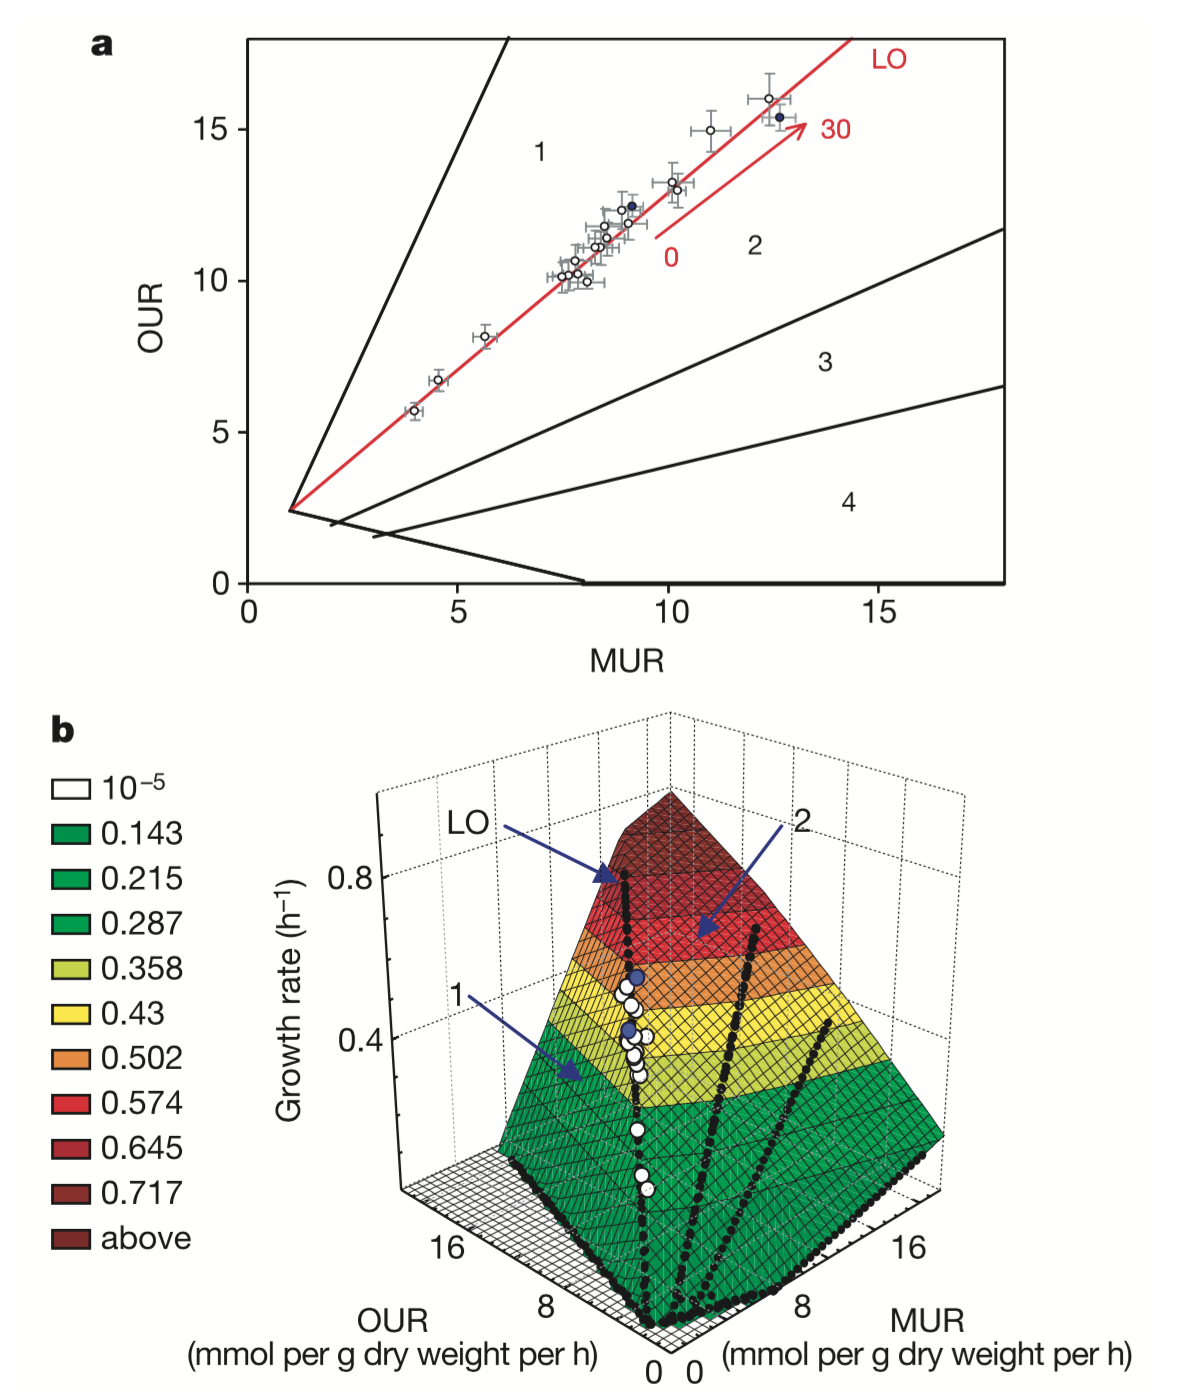 a
LO
15
30
1
0
2
10
OUR
3
5
4
0
0
5
10
15
MUR
b
10⁻⁵
0.143
0.215
0.287
0.358
0.43
0.502
0.574
0.645
0.717
above
LO
2
0.8
1
0.4
Growth rate (h⁻¹)
16
16
8
8
OUR
(mmol per g dry weight per h)
MUR
(mmol per g dry weight per h)
0
0